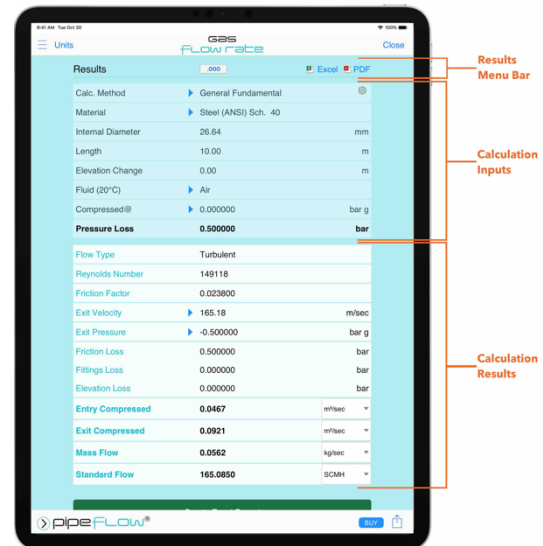 9:41 AM Tue Oct 30
100%
Units
Gas
Flow rate
Close
Results
.000
Excel
PDF
Results
Menu Bar
Calc. Method
General Fundamental
Material
Steel (ANSI) Sch. 40
Internal Diameter
26.64
mm
Length
10.00
m
Elevation Change
0.00
m
Fluid (20°C)
Air
Compressed@
0.000000
bar g
Pressure Loss
0.500000
bar
Calculation
Inputs
Flow Type
Turbulent
Reynolds Number
149118
Friction Factor
0.023800
Exit Velocity
165.18
m/sec
Exit Pressure
-0.500000
bar g
Friction Loss
0.500000
bar
Fittings Loss
0.000000
bar
Elevation Loss
0.000000
bar
Entry Compressed
0.0467
m³/sec
Exit Compressed
0.0921
m³/sec
Mass Flow
0.0562
kg/sec
Standard Flow
165.0850
SCMH
Calculation
Results
pipeFLOW®
BUY